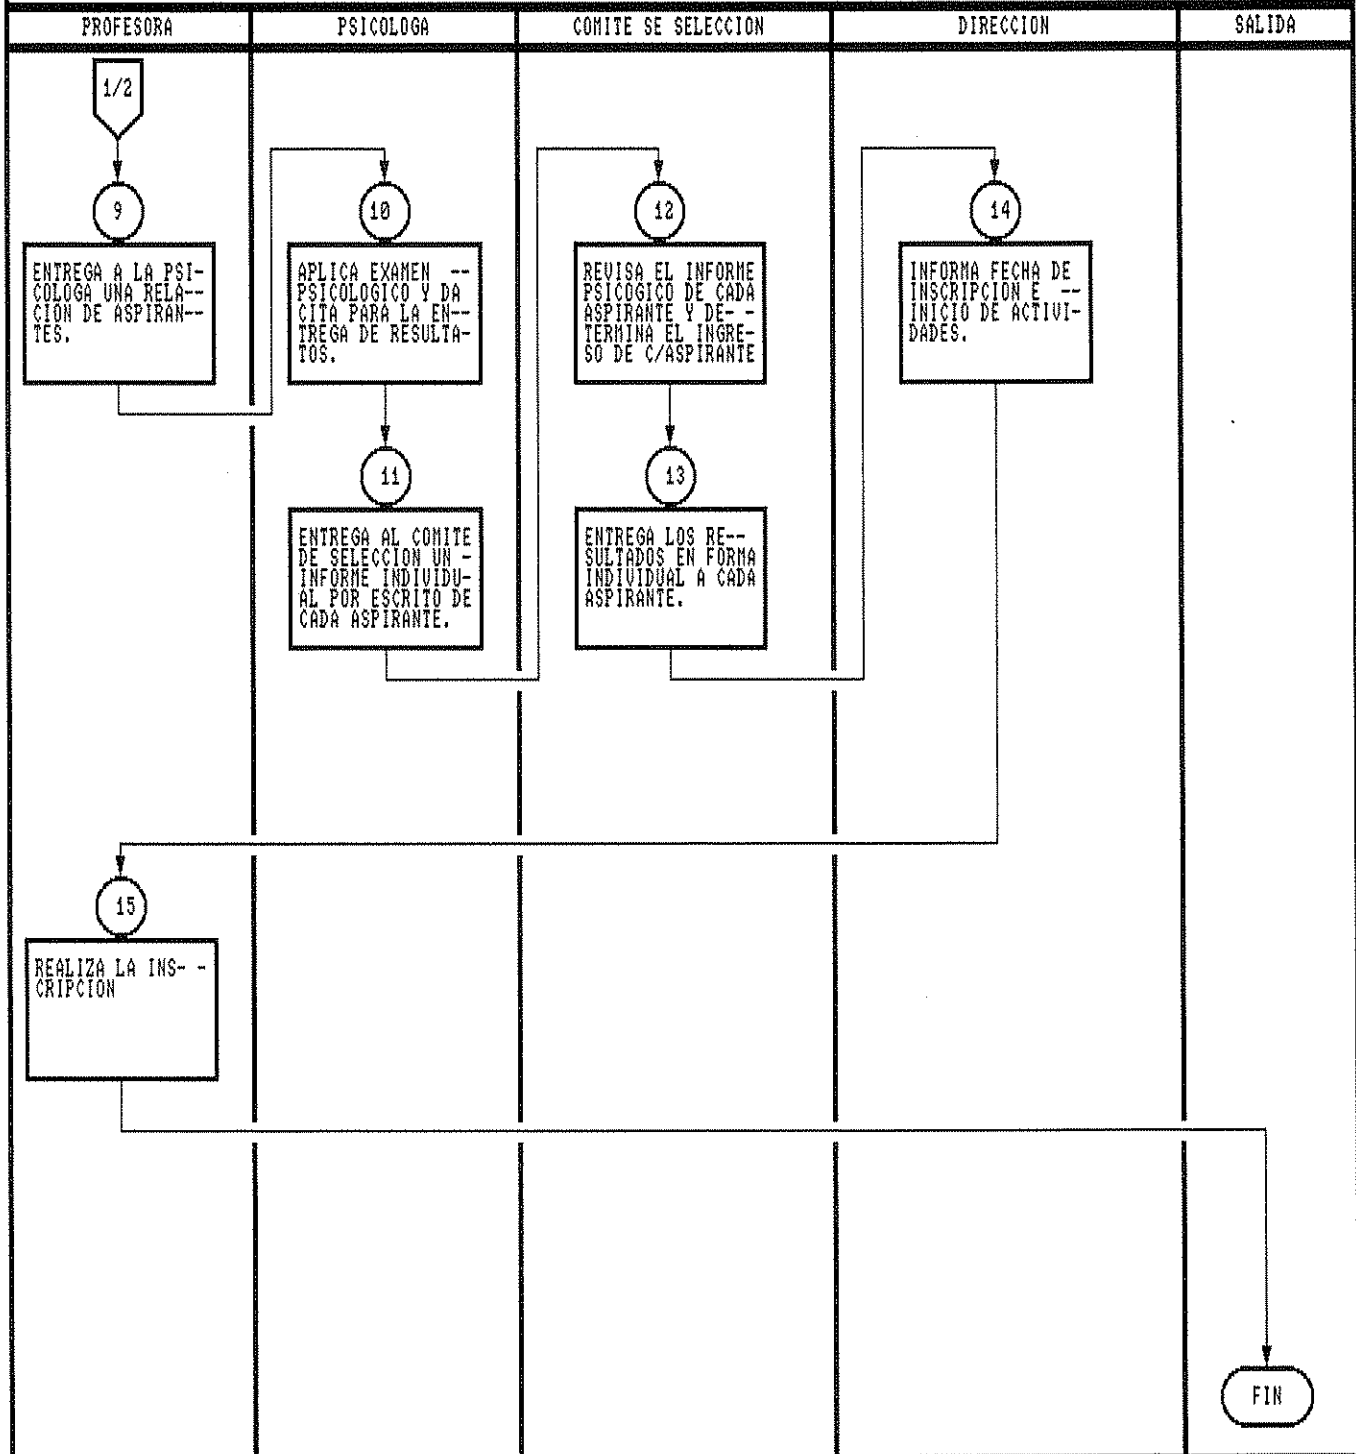 PROFESORA
PSICOLOGA
COMITE SE SELECCION
DIRECCION
SALIDA
1/2
9
ENTREGA A LA PSI-
COLOGA UNA RELA--
CION DE ASPIRAN--
TES.
10
APLICA EXAMEN --
PSICOLOGICO Y DA
CITA PARA LA EN--
TREGA DE RESULTA-
TOS.
11
ENTREGA AL COMITE
DE SELECCION UN -
INFORME INDIVIDU-
AL POR ESCRITO DE
CADA ASPIRANTE.
12
REVISA EL INFORME
PSICOGICO DE CADA
ASPIRANTE Y DE- -
TERMINA EL INGRE-
SO DE C/ASPIRANTE
13
ENTREGA LOS RE--
SULTADOS EN FORMA
INDIVIDUAL A CADA
ASPIRANTE.
14
INFORMA FECHA DE
INSCRIPCION E --
INICIO DE ACTIVI-
DADES.
15
REALIZA LA INS- -
CRIPCION
FIN